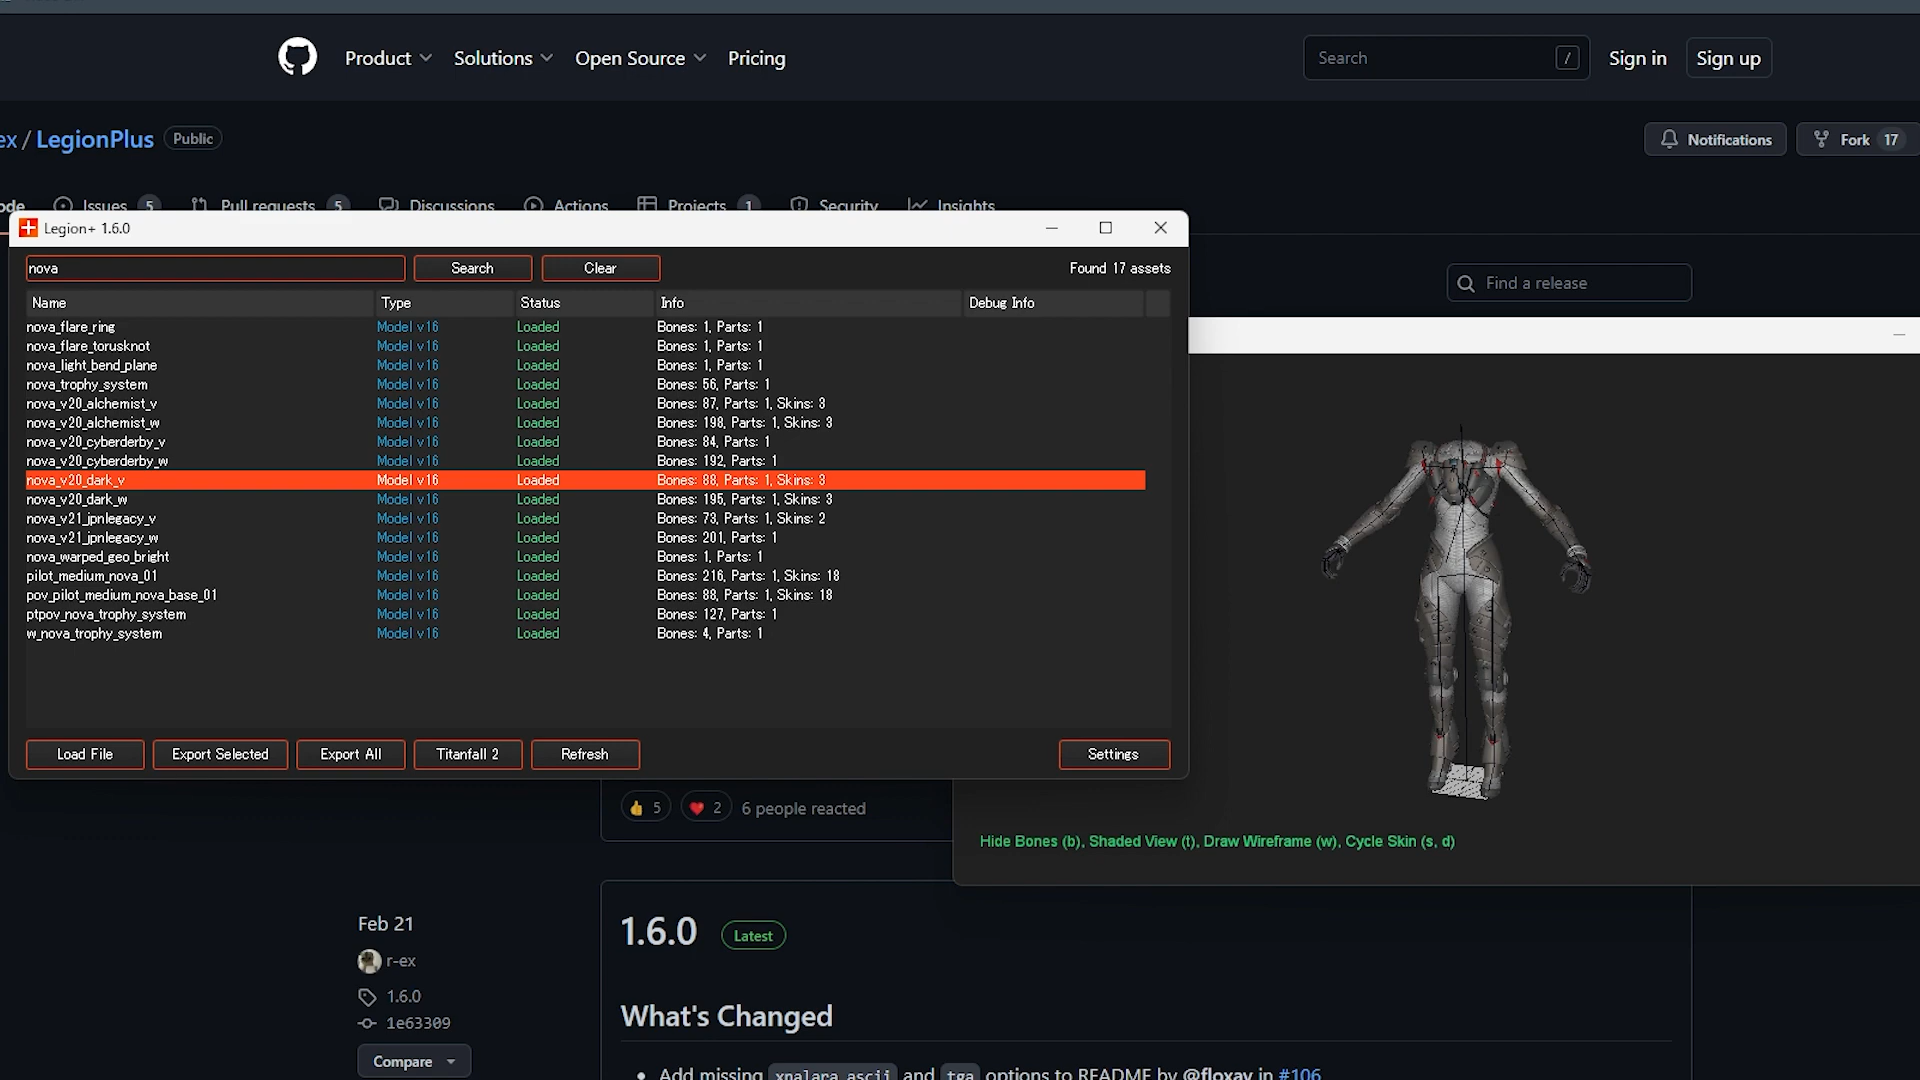 Product Solutions Open Source Pricing Search / Sign in Sign up
ex / LegionPlus Public Notifications Fork 17
ode Issues 5 Pull requests 5 Discussions Actions Projects 1 Security Insights
Legion+ 1.6.0
nova Search Clear Found 17 assets
Find a release
Name Type Status Info Debug Info
nova_flare_ring Model v16 Loaded Bones: 1, Parts: 1
nova_flare_torusknot Model v16 Loaded Bones: 1, Parts: 1
nova_light_bend_plane Model v16 Loaded Bones: 1, Parts: 1
nova_trophy_system Model v16 Loaded Bones: 56, Parts: 1
nova_v20_alchemist_v Model v16 Loaded Bones: 87, Parts: 1, Skins: 3
nova_v20_alchemist_w Model v16 Loaded Bones: 198, Parts: 1, Skins: 3
nova_v20_cyberderby_v Model v16 Loaded Bones: 84, Parts: 1
nova_v20_cyberderby_w Model v16 Loaded Bones: 192, Parts: 1
nova_v20_dark_v Model v16 Loaded Bones: 88, Parts: 1, Skins: 3
nova_v20_dark_w Model v16 Loaded Bones: 195, Parts: 1, Skins: 3
nova_v21_jpnlegacy_v Model v16 Loaded Bones: 73, Parts: 1, Skins: 2
nova_v21_jpnlegacy_w Model v16 Loaded Bones: 201, Parts: 1
nova_warped_geo_bright Model v16 Loaded Bones: 1, Parts: 1
pilot_medium_nova_01 Model v16 Loaded Bones: 216, Parts: 1, Skins: 18
pov_pilot_medium_nova_base_01 Model v16 Loaded Bones: 88, Parts: 1, Skins: 18
ptpov_nova_trophy_system Model v16 Loaded Bones: 127, Parts: 1
w_nova_trophy_system Model v16 Loaded Bones: 4, Parts: 1
Load File Export Selected Export All Titanfall 2 Refresh Settings
5 2 6 people reacted
Hide Bones (b), Shaded View (t), Draw Wireframe (w), Cycle Skin (s, d)
Feb 21
r-ex
1.6.0
1e63309
Compare
1.6.0 Latest
What's Changed
Add missing xnalara_ascii and tga options to README by @floxay in #106